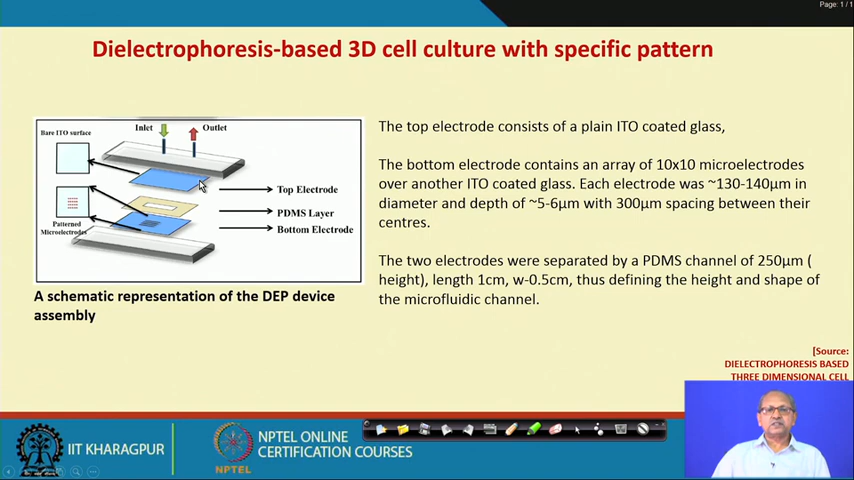 Page: 1 / 1
Dielectrophoresis-based 3D cell culture with specific pattern
Inlet
Outlet
Bare ITO surface
Top Electrode
PDMS Layer
Bottom Electrode
Patterned
Microelectrodes
A schematic representation of the DEP device
assembly
The top electrode consists of a plain ITO coated glass,
The bottom electrode contains an array of 10x10 microelectrodes
over another ITO coated glass. Each electrode was ~130-140μm in
diameter and depth of ~5-6μm with 300μm spacing between their
centres.
The two electrodes were separated by a PDMS channel of 250μm (
height), length 1cm, w-0.5cm, thus defining the height and shape of
the microfluidic channel.
[Source:
DIELECTROPHORESIS BASED
THREE DIMENSIONAL CELL
IIT KHARAGPUR
NPTEL
NPTEL ONLINE
CERTIFICATION COURSES